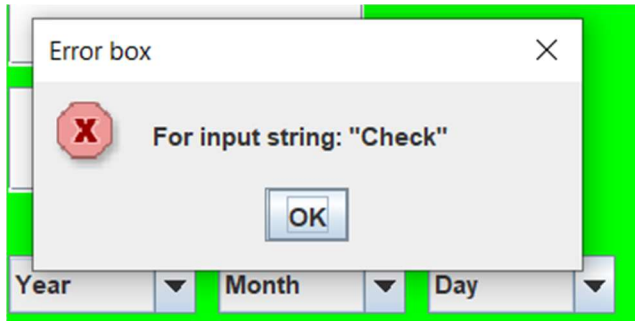 Error box
For input string: "Check"
OK
Year Month Day